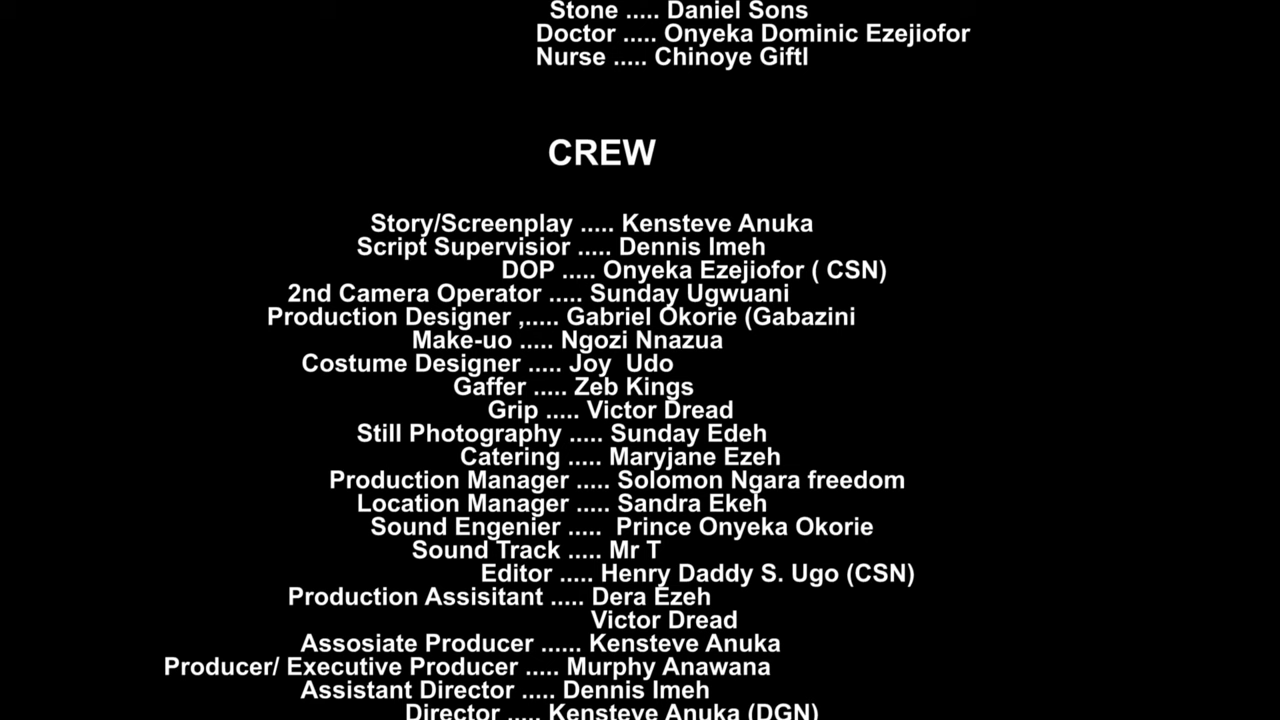 Stone ..... Daniel Sons
Doctor ..... Onyeka Dominic Ezejiofor
Nurse ..... Chinoye Giftl
CREW
Story/Screenplay ..... Kensteve Anuka
Script Supervisior ..... Dennis Imeh
DOP ..... Onyeka Ezejiofor ( CSN)
2nd Camera Operator ..... Sunday Ugwuani
Production Designer ,..... Gabriel Okorie (Gabazini
Make-uo ..... Ngozi Nnazua
Costume Designer ..... Joy  Udo
Gaffer ..... Zeb Kings
Grip ..... Victor Dread
Still Photography ..... Sunday Edeh
Catering ..... Maryjane Ezeh
Production Manager ..... Solomon Ngara freedom
Location Manager ..... Sandra Ekeh
Sound Engenier .....  Prince Onyeka Okorie
Sound Track ..... Mr T
Editor ..... Henry Daddy S. Ugo (CSN)
Production Assisitant ..... Dera Ezeh
Victor Dread
Assosiate Producer ...... Kensteve Anuka
Producer/ Executive Producer ..... Murphy Anawana
Assistant Director ..... Dennis Imeh
Director ..... Kensteve Anuka (DGN)